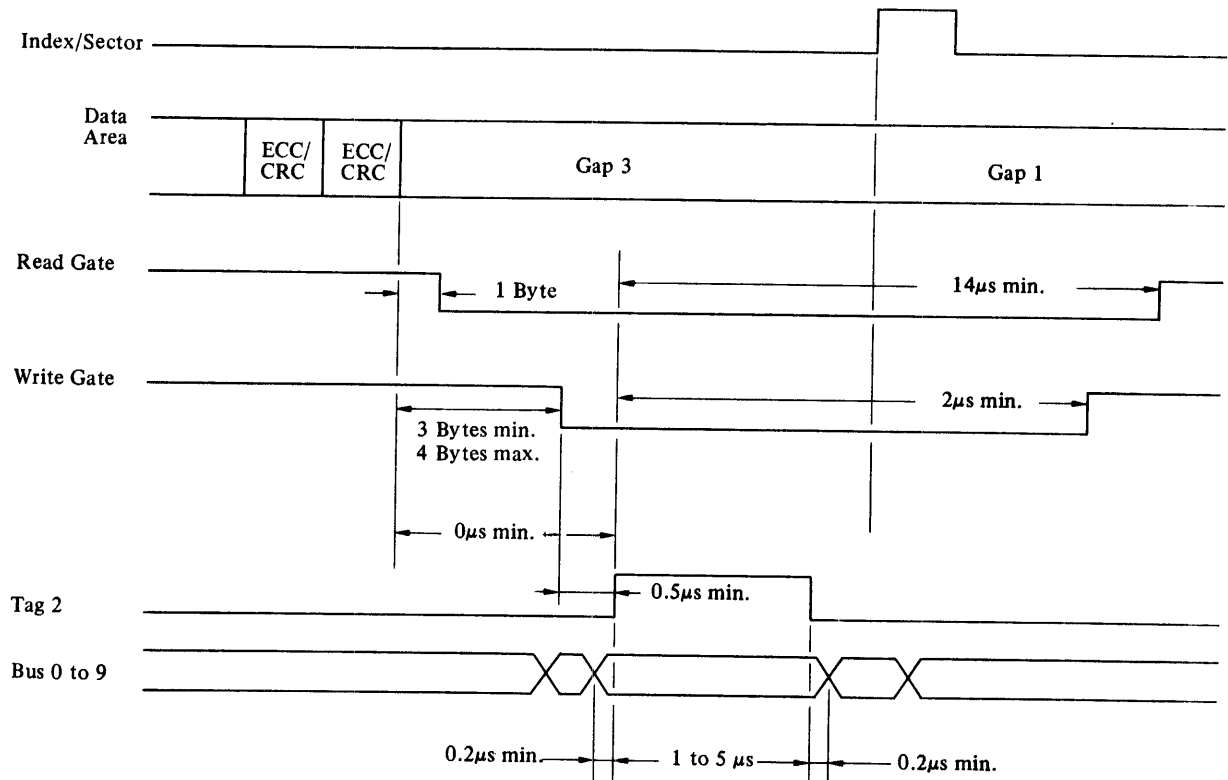 Index/Sector
Data
Area
ECC/
CRC
ECC/
CRC
Gap 3
Gap 1
Read Gate
1 Byte
14μs min.
Write Gate
2μs min.
3 Bytes min.
4 Bytes max.
0μs min.
Tag 2
0.5μs min.
Bus 0 to 9
0.2μs min.
1 to 5 μs
0.2μs min.